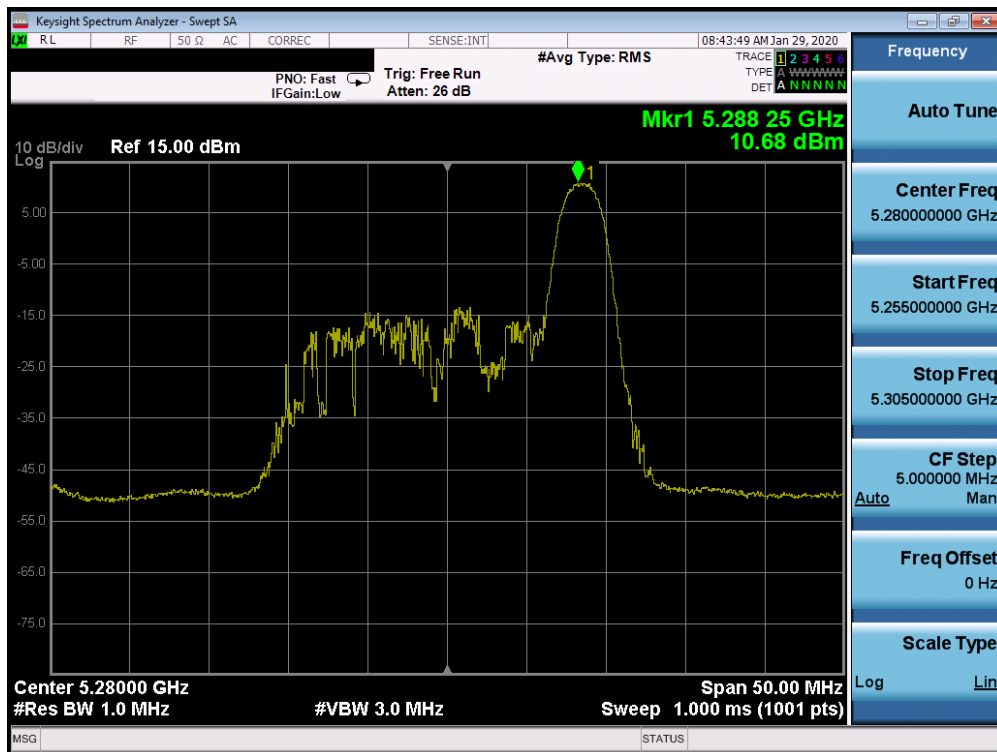 Keysight Spectrum Analyzer - Swept SA
LXI RL RF 50 Ω AC CORREC SENSE:INT 08:43:49 AM Jan 29, 2020
#Avg Type: RMS TRACE 1 2 3 4 5 6
PNO: Fast Trig: Free Run TYPE A WWWWW
IFGain:Low Atten: 26 dB DET A N N N N N
Mkr1 5.288 25 GHz
10.68 dBm
10 dB/div Ref 15.00 dBm
Log
1
5.00
-5.00
-15.0
-25.0
-35.0
-45.0
-55.0
-65.0
-75.0
Center 5.28000 GHz Span 50.00 MHz
#Res BW 1.0 MHz #VBW 3.0 MHz Sweep 1.000 ms (1001 pts)
MSG STATUS
Frequency
Auto Tune
Center Freq
5.280000000 GHz
Start Freq
5.255000000 GHz
Stop Freq
5.305000000 GHz
CF Step
5.000000 MHz
Auto Man
Freq Offset
0 Hz
Scale Type
Log Lin